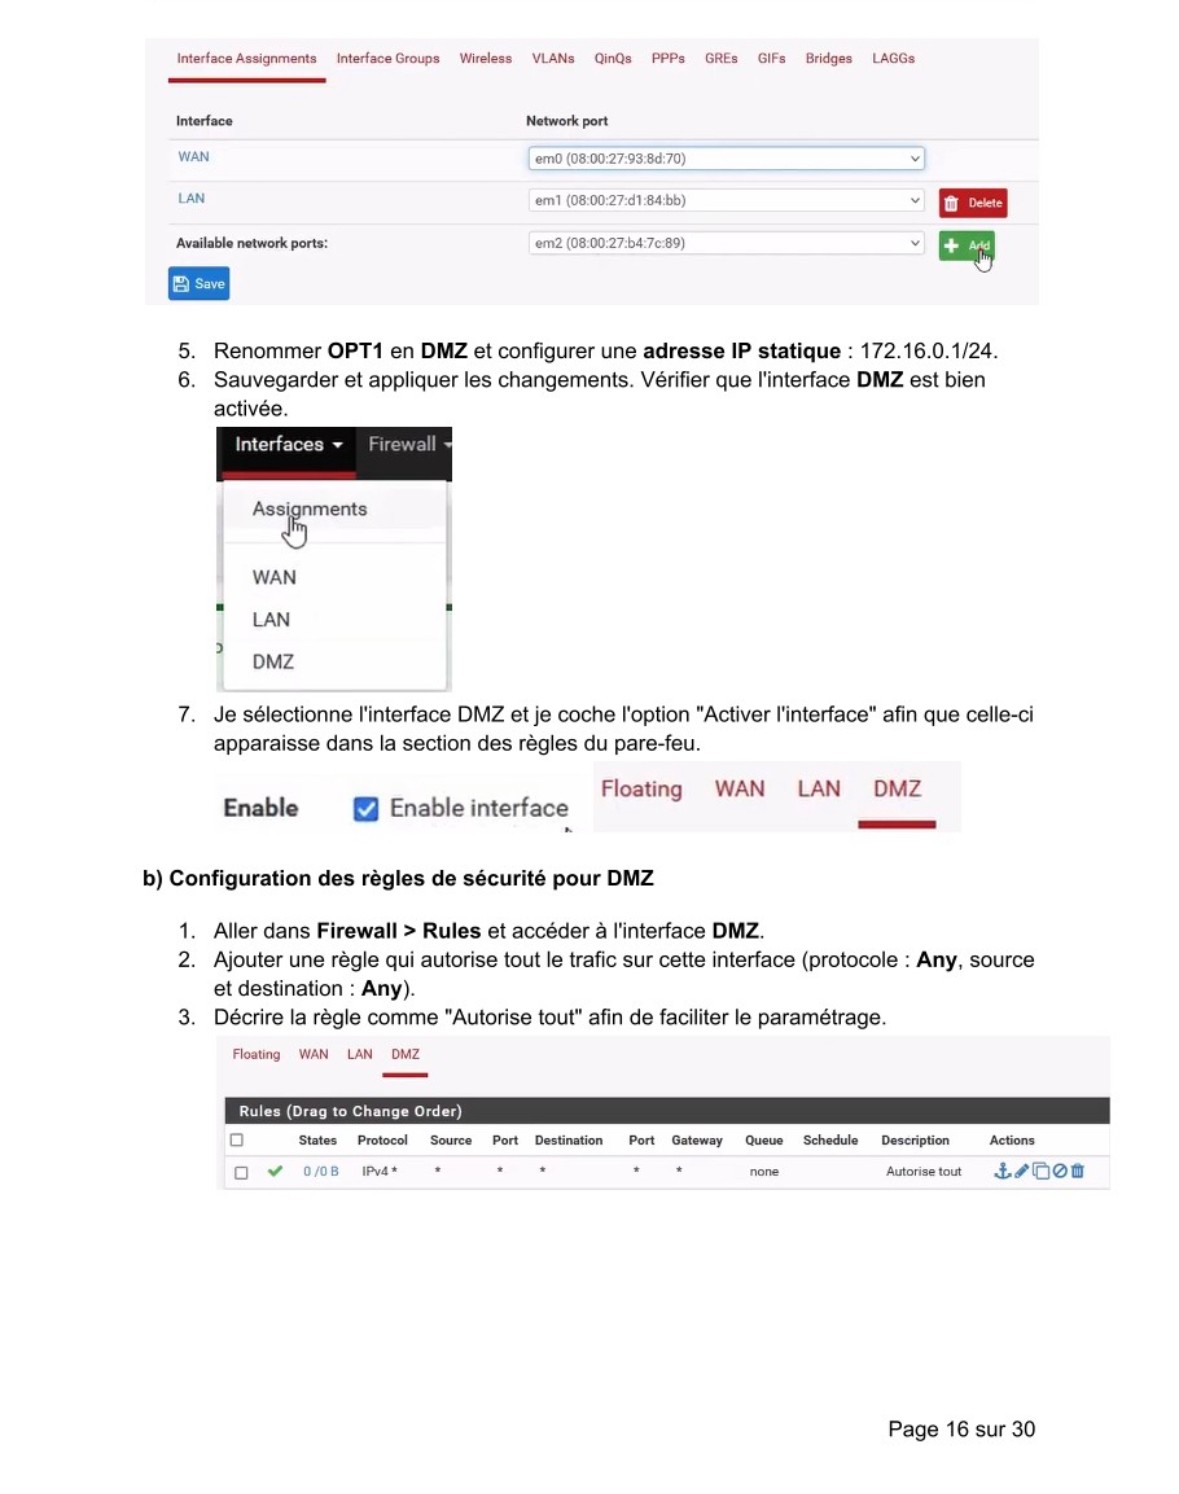 Interface Assignments Interface Groups Wireless VLANs QinQs PPPs GREs GIFs Bridges LAGGs
Interface Network port
WAN em0 (08:00:27:93:8d:70)
LAN em1 (08:00:27:d1:84:bb) Delete
Available network ports: em2 (08:00:27:b4:7c:89) Add
Save
5. Renommer OPT1 en DMZ et configurer une adresse IP statique : 172.16.0.1/24.
6. Sauvegarder et appliquer les changements. Vérifier que l'interface DMZ est bien
activée.
Interfaces Firewall
Assignments
WAN
LAN
DMZ
7. Je sélectionne l'interface DMZ et je coche l'option "Activer l'interface" afin que celle-ci
apparaisse dans la section des règles du pare-feu.
Enable Enable interface
Floating WAN LAN DMZ
b) Configuration des règles de sécurité pour DMZ
1. Aller dans Firewall > Rules et accéder à l'interface DMZ.
2. Ajouter une règle qui autorise tout le trafic sur cette interface (protocole : Any, source
et destination : Any).
3. Décrire la règle comme "Autorise tout" afin de faciliter le paramétrage.
Floating WAN LAN DMZ
Rules (Drag to Change Order)
States Protocol Source Port Destination Port Gateway Queue Schedule Description Actions
0 /0 B IPv4 * * * * * * none Autorise tout
Page 16 sur 30